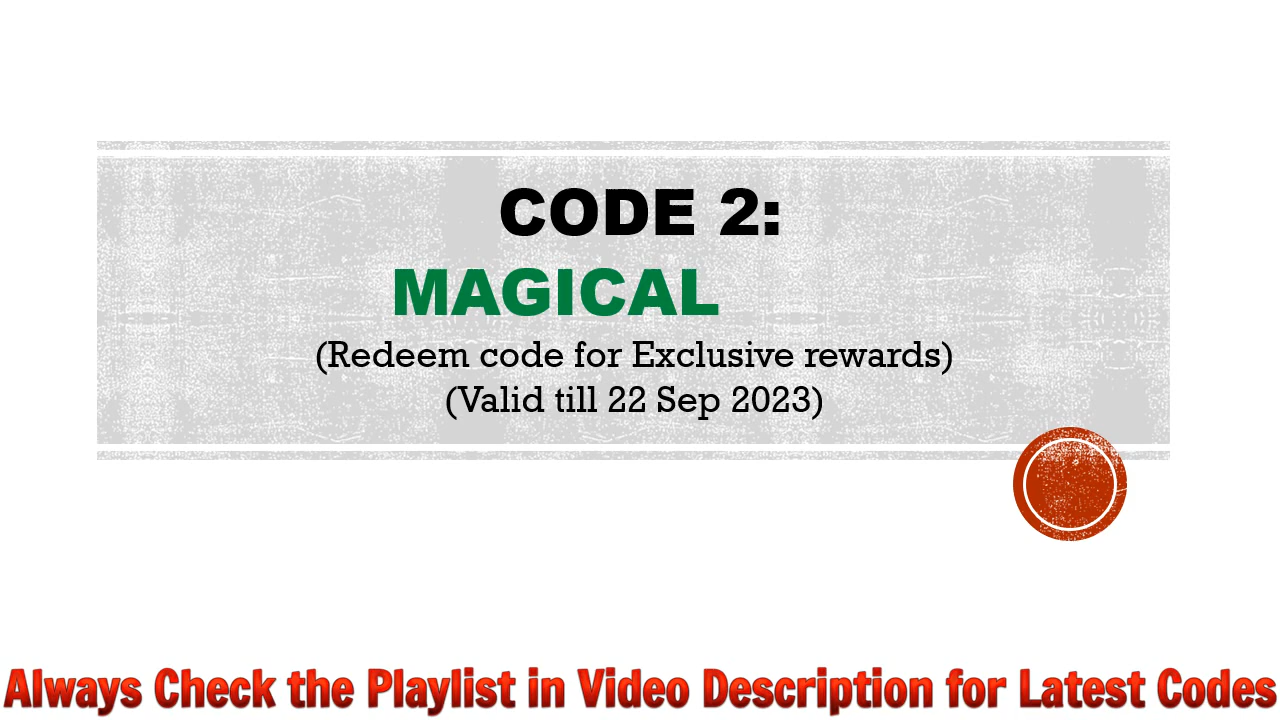 CODE 2:
MAGICAL
(Redeem code for Exclusive rewards)
(Valid till 22 Sep 2023)
Always Check the Playlist in Video Description for Latest Codes